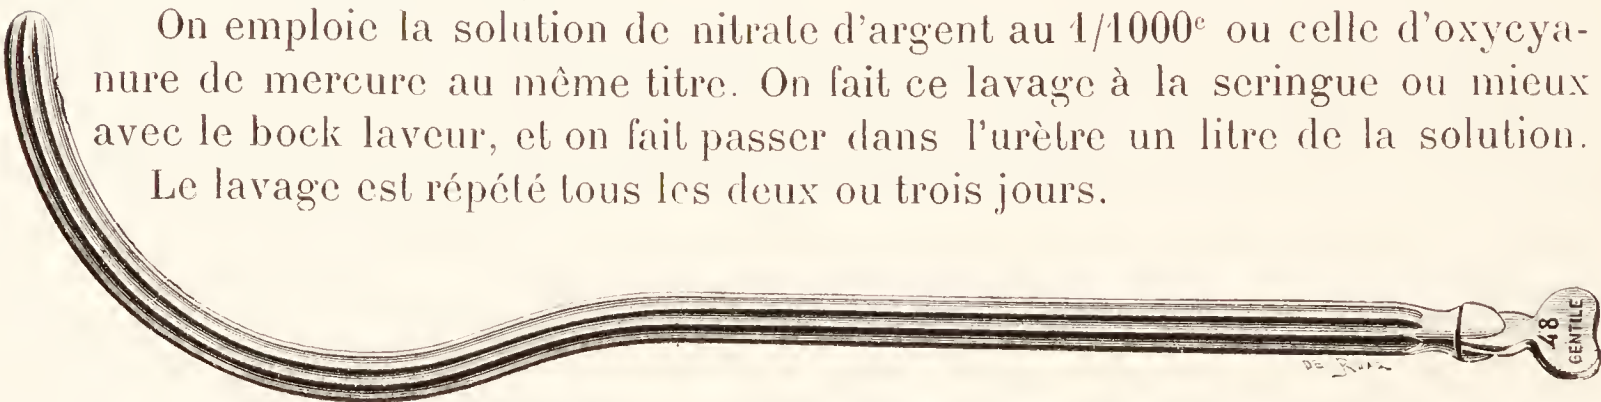 On emploie la solution de nitrate d'argent au 1/1000ᵉ ou celle d'oxycya-
nure de mercure au même titre. On fait ce lavage à la seringue ou mieux
avec le bock laveur, et on fait passer dans l'urètre un litre de la solution.
Le lavage est répété tous les deux ou trois jours.
48
GENTILE